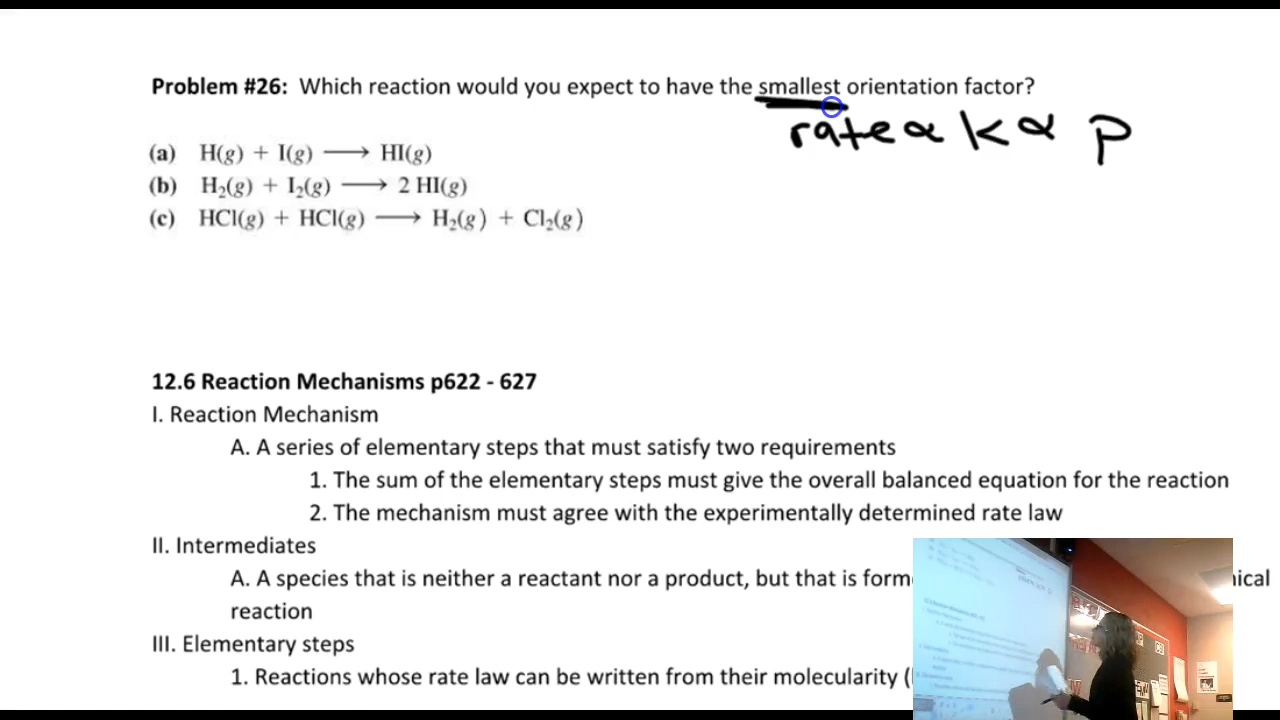 Problem #26: Which reaction would you expect to have the smallest orientation factor?
rate ∝ k ∝ p
(a) H(g) + I(g) ⟶ HI(g)
(b) H₂(g) + I₂(g) ⟶ 2 HI(g)
(c) HCl(g) + HCl(g) ⟶ H₂(g) + Cl₂(g)
12.6 Reaction Mechanisms p622 - 627
I. Reaction Mechanism
A. A series of elementary steps that must satisfy two requirements
1. The sum of the elementary steps must give the overall balanced equation for the reaction
2. The mechanism must agree with the experimentally determined rate law
II. Intermediates
A. A species that is neither a reactant nor a product, but that is form ical
reaction
III. Elementary steps
1. Reactions whose rate law can be written from their molecularity (